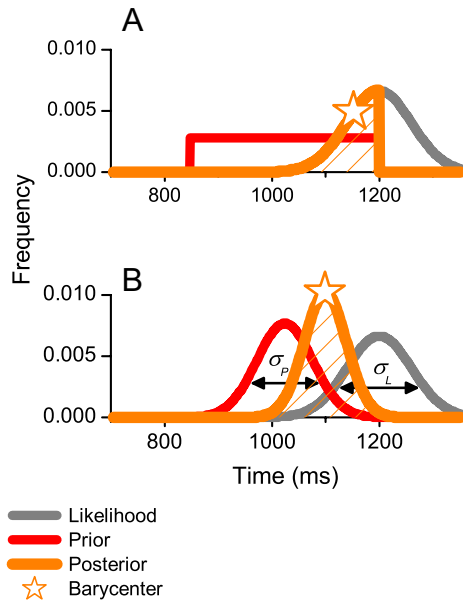 A
0.010
0.005
0.000
800 1000 1200
Frequency
B
0.010
0.005
0.000
σP σL
800 1000 1200
Time (ms)
Likelihood
Prior
Posterior
Barycenter